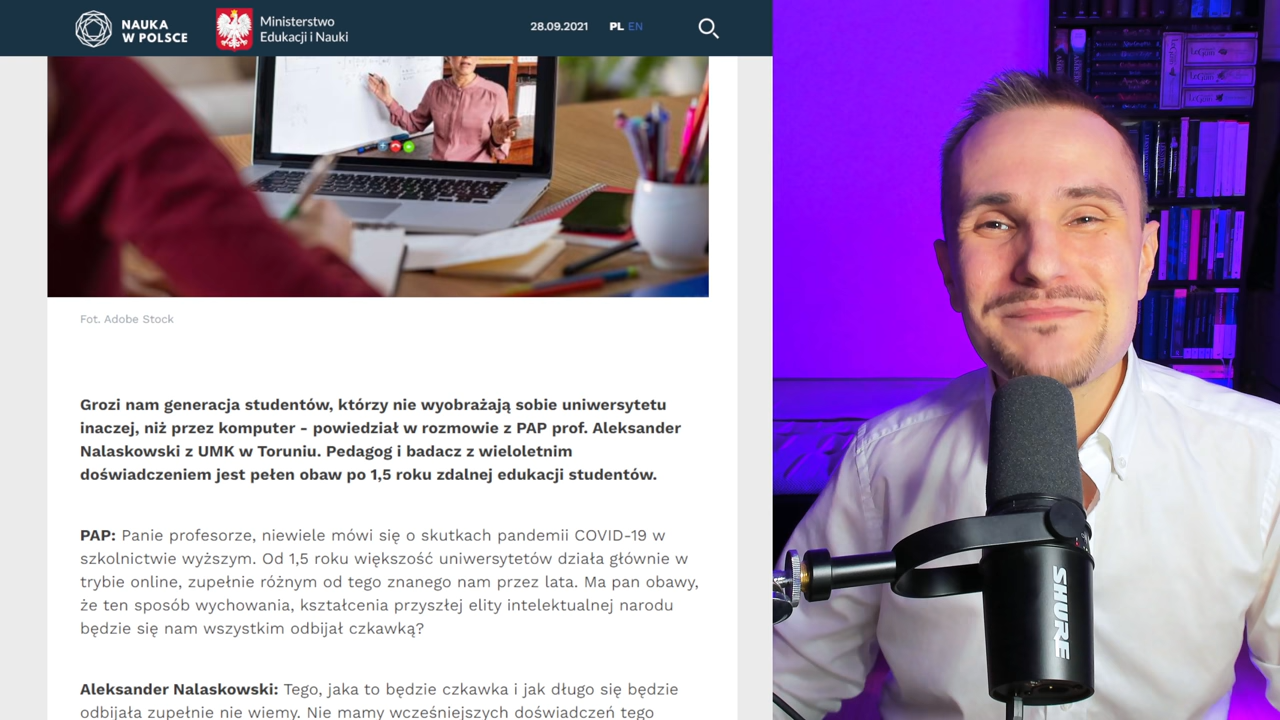 NAUKA
W POLSCE
Ministerstwo
Edukacji i Nauki
28.09.2021
PL EN
Fot. Adobe Stock
Grozi nam generacja studentów, którzy nie wyobrażają sobie uniwersytetu
inaczej, niż przez komputer - powiedział w rozmowie z PAP prof. Aleksander
Nalaskowski z UMK w Toruniu. Pedagog i badacz z wieloletnim
doświadczeniem jest pełen obaw po 1,5 roku zdalnej edukacji studentów.
PAP: Panie profesorze, niewiele mówi się o skutkach pandemii COVID-19 w
szkolnictwie wyższym. Od 1,5 roku większość uniwersytetów działa głównie w
trybie online, zupełnie różnym od tego znanego nam przez lata. Ma pan obawy,
że ten sposób wychowania, kształcenia przyszłej elity intelektualnej narodu
będzie się nam wszystkim odbijał czkawką?
Aleksander Nalaskowski: Tego, jaka to będzie czkawka i jak długo się będzie
odbijała zupełnie nie wiemy. Nie mamy wcześniejszych doświadczeń tego
SHURE